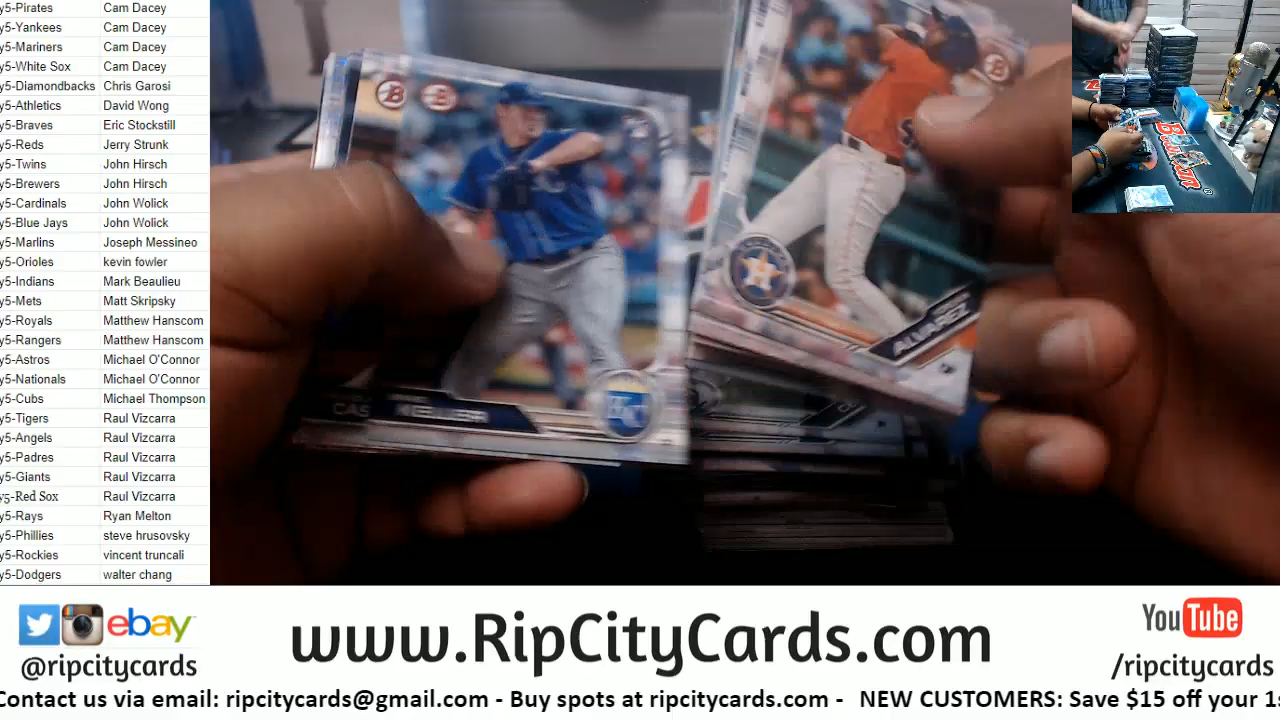 y5-Pirates Cam Dacey
y5-Yankees Cam Dacey
y5-Mariners Cam Dacey
y5-White Sox Cam Dacey
y5-Diamondbacks Chris Garosi
y5-Athletics David Wong
y5-Braves Eric Stockstill
y5-Reds Jerry Strunk
y5-Twins John Hirsch
y5-Brewers John Hirsch
y5-Cardinals John Wolick
y5-Blue Jays John Wolick
y5-Marlins Joseph Messineo
y5-Orioles kevin fowler
y5-Indians Mark Beaulieu
y5-Mets Matt Skripsky
y5-Royals Matthew Hanscom
y5-Rangers Matthew Hanscom
y5-Astros Michael O'Connor
y5-Nationals Michael O'Connor
y5-Cubs Michael Thompson
y5-Tigers Raul Vizcarra
y5-Angels Raul Vizcarra
y5-Padres Raul Vizcarra
y5-Giants Raul Vizcarra
y5-Red Sox Raul Vizcarra
y5-Rays Ryan Melton
y5-Phillies steve hrusovsky
y5-Rockies vincent truncali
y5-Dodgers walter chang
B B
CAS KELLER
KC
B
H
ALVAREZ
Bowman
ebay
@ripcitycards
www.RipCityCards.com
YouTube
/ripcitycards
Contact us via email: ripcitycards@gmail.com - Buy spots at ripcitycards.com - NEW CUSTOMERS: Save $15 off your 1s